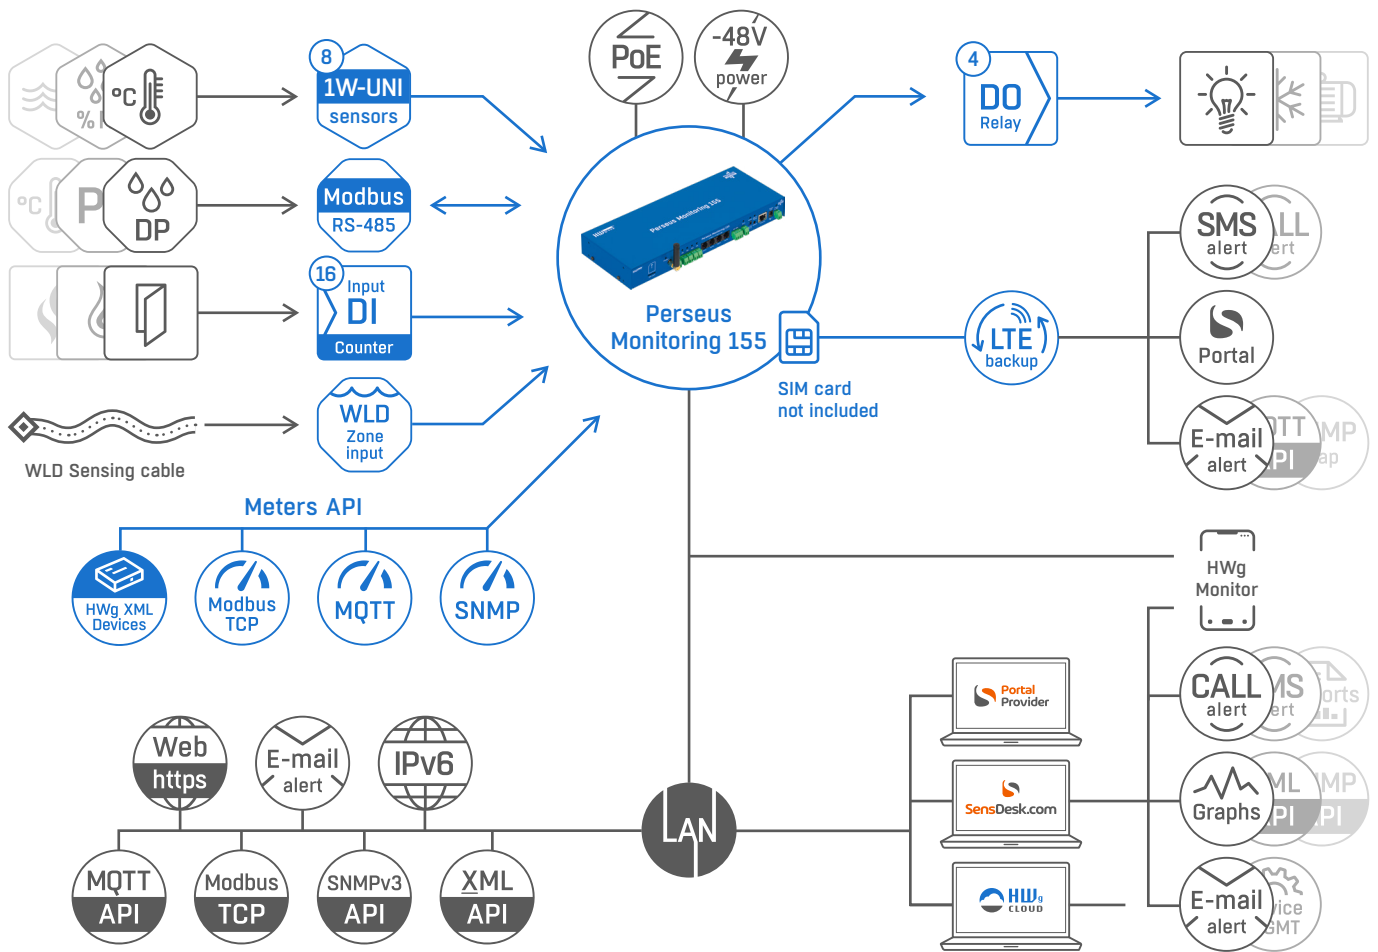 PoE
-48V
power
°C
%
8
1W-UNI
sensors
4
DO
Relay
°C
P
DP
Modbus
RS-485
Perseus Monitoring 155
Perseus
Monitoring 155
16
Input
DI
Counter
SIM card
not included
LTE
backup
SMS
alert
Portal
E-mail
alert
WLD Sensing cable
WLD
Zone
input
Meters API
HWg XML
Devices
Modbus
TCP
MQTT
SNMP
HWg
Monitor
Portal
Provider
SensDesk.com
HWg
CLOUD
CALL
alert
Graphs
E-mail
alert
Web
https
E-mail
alert
IPv6
LAN
MQTT
API
Modbus
TCP
SNMPv3
API
XML
API